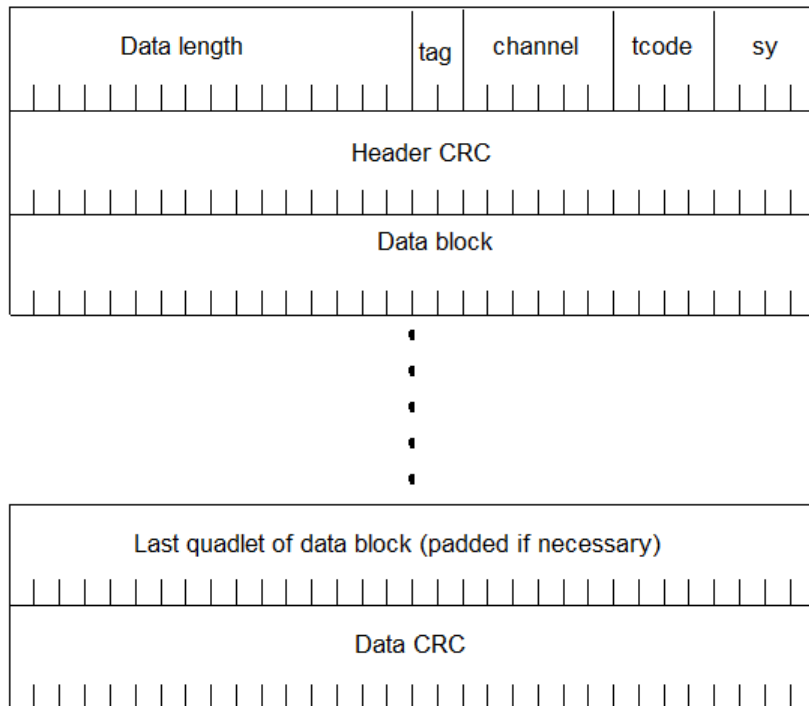 Data length tag channel tcode sy
Header CRC
Data block
Last quadlet of data block (padded if necessary)
Data CRC